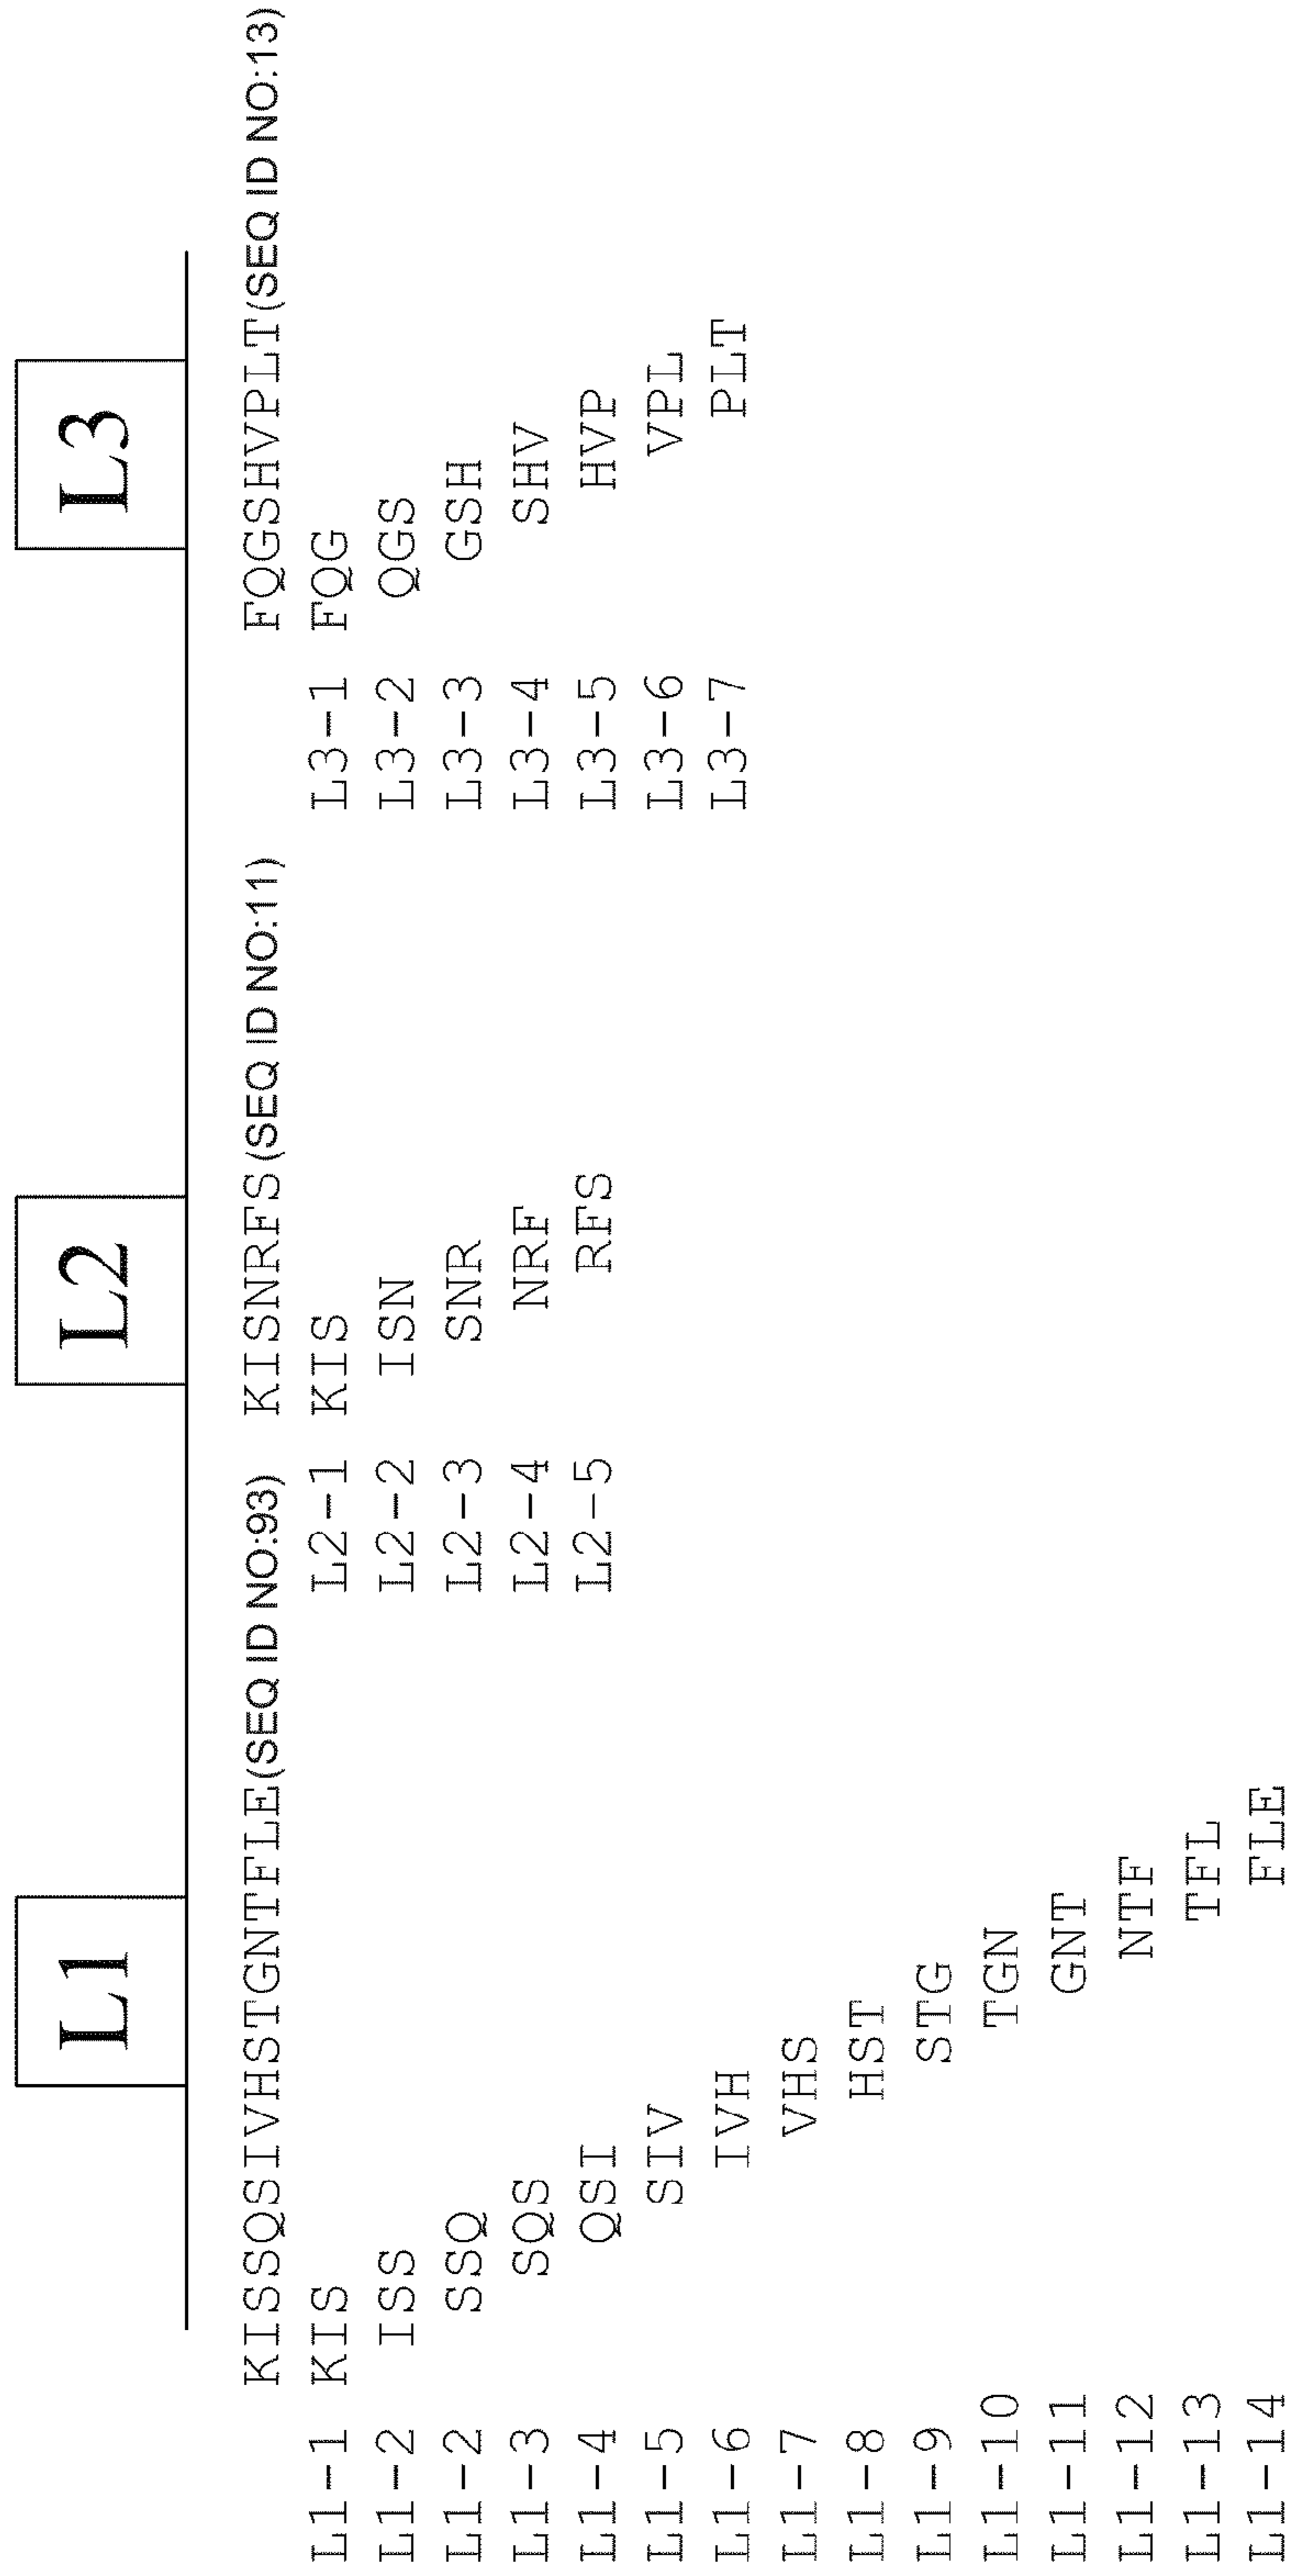 L1 L2 L3
KISSQSIVHSTGNTFLE(SEQ ID NO:93) KISNRFS(SEQ ID NO:11) FQGSHVPLT(SEQ ID NO:13)
L1-1 KIS L2-1 KIS L3-1 FQG
L1-2 ISS L2-2 ISN L3-2 QGS
L1-2 SSQ L2-3 SNR L3-3 GSH
L1-3 SQS L2-4 NRF L3-4 SHV
L1-4 QSI L2-5 RFS L3-5 HVP
L1-5 SIV L3-6 VPL
L1-6 IVH L3-7 PLT
L1-7 VHS
L1-8 HST
L1-9 STG
L1-10 TGN
L1-11 GNT
L1-12 NTF
L1-13 TFL
L1-14 FLE